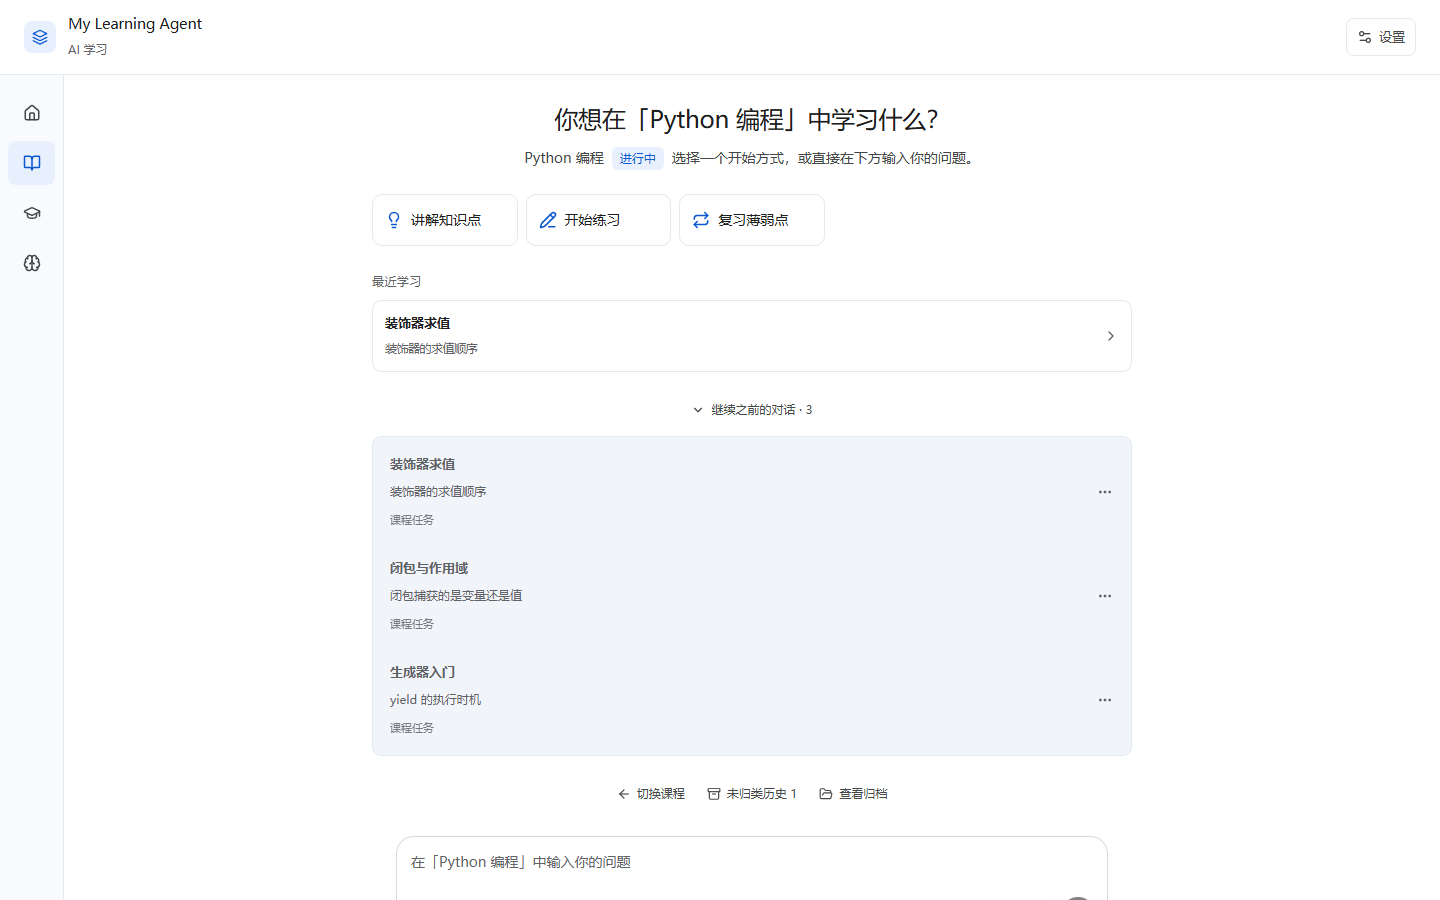 My Learning Agent
AI 学习
设置
你想在「Python 编程」中学习什么？
Python 编程 进行中 选择一个开始方式，或直接在下方输入你的问题。
讲解知识点 开始练习 复习薄弱点
最近学习
装饰器求值
装饰器的求值顺序
继续之前的对话 · 3
装饰器求值
装饰器的求值顺序
课程任务
闭包与作用域
闭包捕获的是变量还是值
课程任务
生成器入门
yield 的执行时机
课程任务
切换课程 未归类历史 1 查看归档
在「Python 编程」中输入你的问题